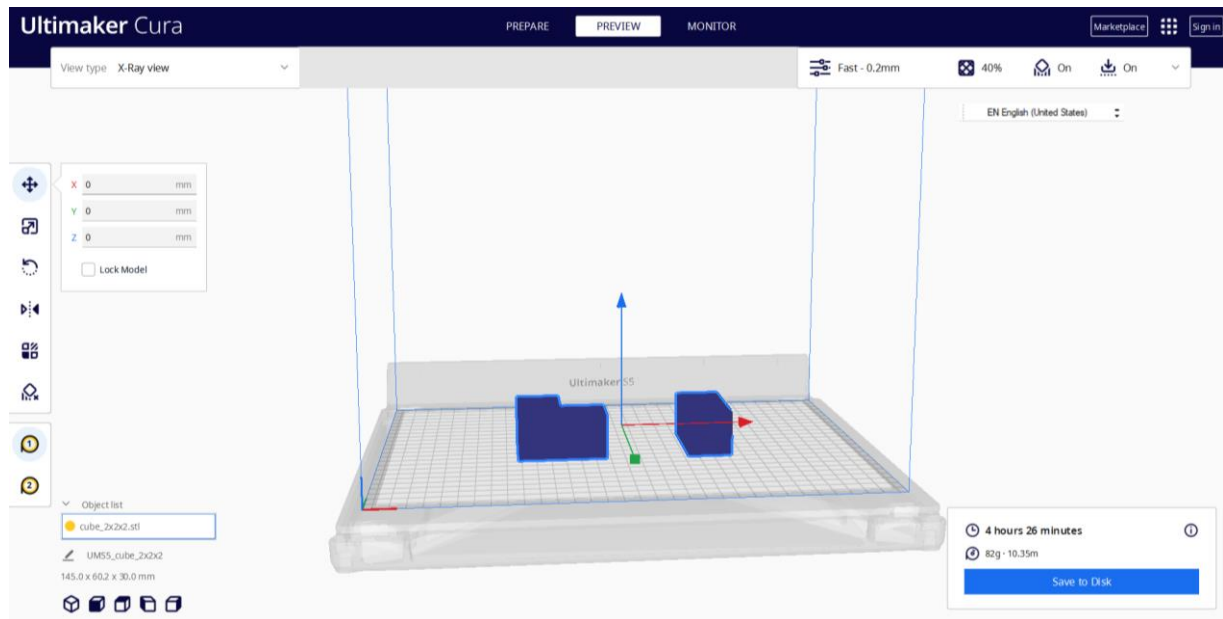 Ultimaker Cura
PREPARE
PREVIEW
MONITOR
Marketplace
Sign in
View type X-Ray view
Fast - 0.2mm
40%
On
On
EN English (United States)
X 0 mm
Y 0 mm
Z 0 mm
Lock Model
Ultimaker S5
1
2
Object list
cube_2x2x2.stl
UMS5_cube_2x2x2
145.0 x 60.2 x 30.0 mm
4 hours 26 minutes
82g · 10.35m
Save to Disk